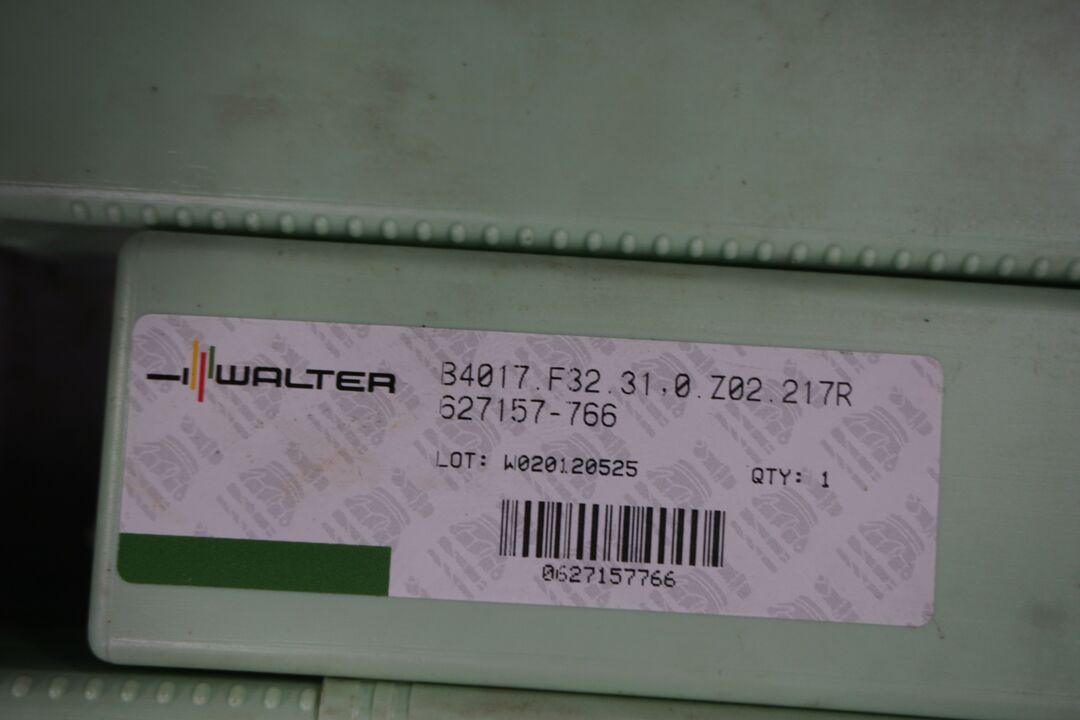 WALTER
B4017.F32.31,0.Z02.217R
627157-766
LOT: W020120525
QTY: 1
0627157766